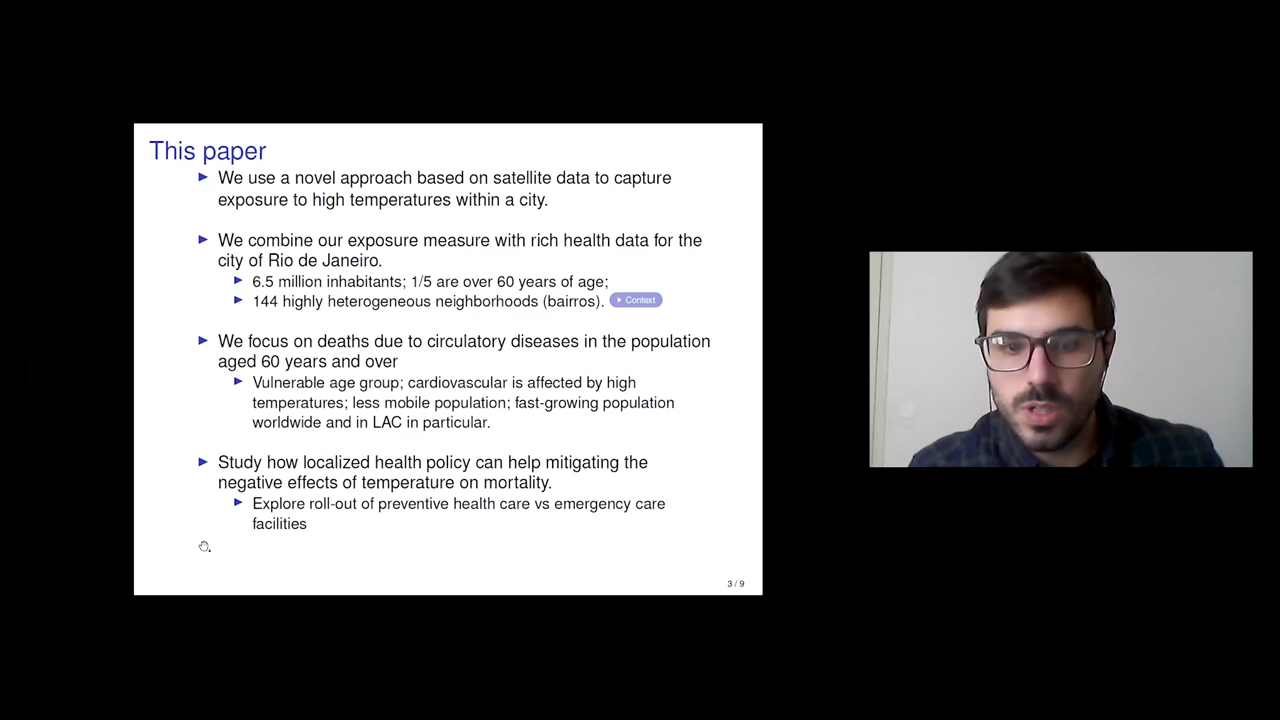 This paper
We use a novel approach based on satellite data to capture
exposure to high temperatures within a city.
We combine our exposure measure with rich health data for the
city of Rio de Janeiro.
6.5 million inhabitants; 1/5 are over 60 years of age;
144 highly heterogeneous neighborhoods (bairros). Context
We focus on deaths due to circulatory diseases in the population
aged 60 years and over
Vulnerable age group; cardiovascular is affected by high
temperatures; less mobile population; fast-growing population
worldwide and in LAC in particular.
Study how localized health policy can help mitigating the
negative effects of temperature on mortality.
Explore roll-out of preventive health care vs emergency care
facilities
3 / 9